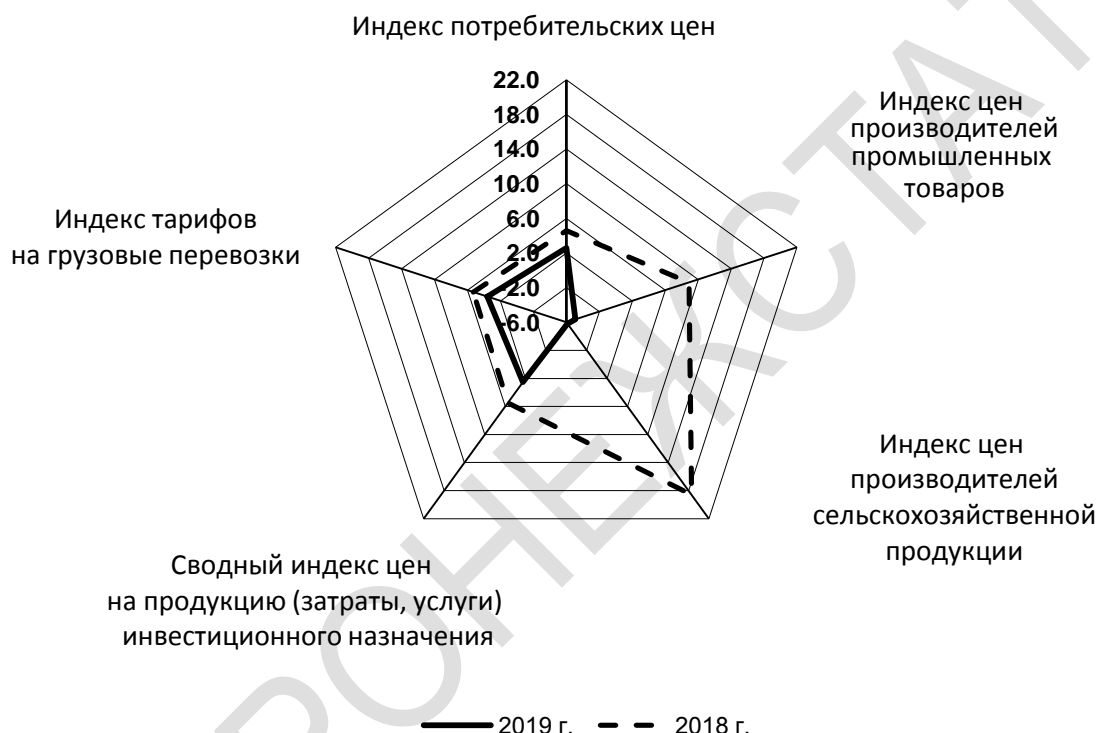 Индекс потребительских цен
22.0
18.0
14.0
10.0
6.0
2.0
-2.0
-6.0
Индекс цен
производителей
промышленных
товаров
Индекс тарифов
на грузовые перевозки
Индекс цен
производителей
сельскохозяйственной
продукции
Сводный индекс цен
на продукцию (затраты, услуги)
инвестиционного назначения
2019 г.
2018 г.
РОНЕЖСТАТ